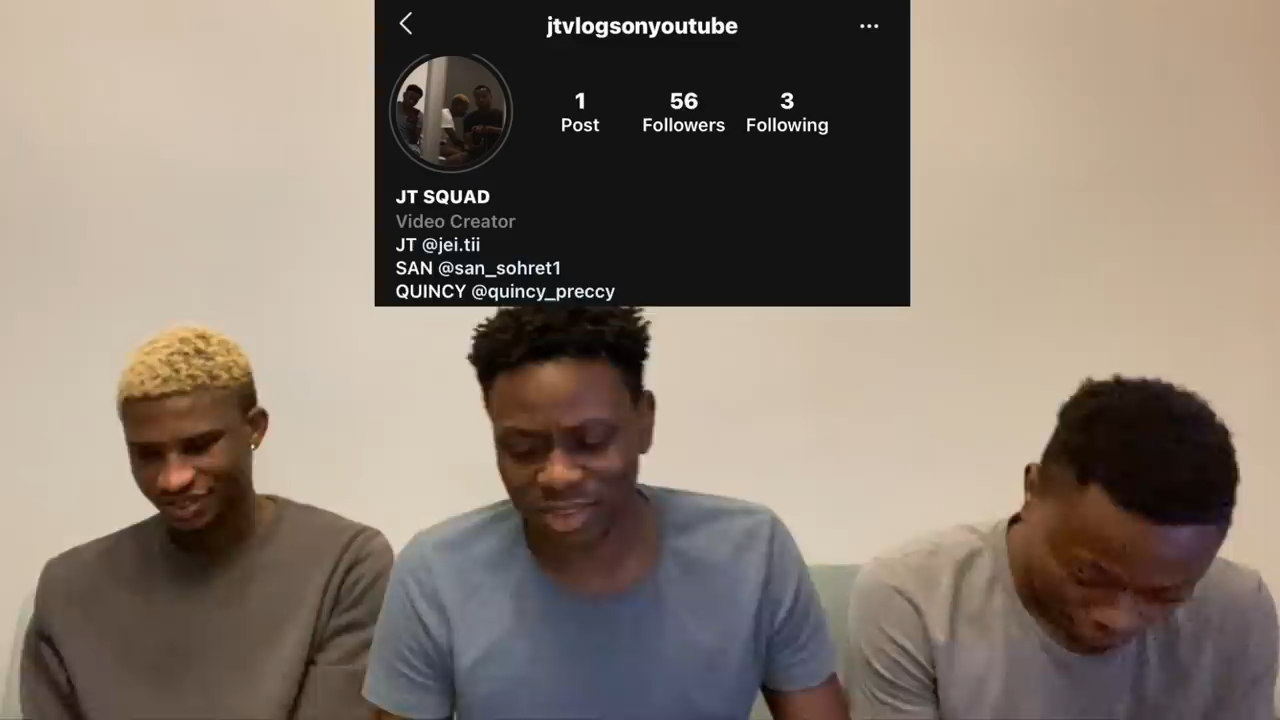 jtvlogsonyoutube
1 56 3
Post Followers Following
JT SQUAD
Video Creator
JT @jei.tii
SAN @san_sohret1
QUINCY @quincy_preccy